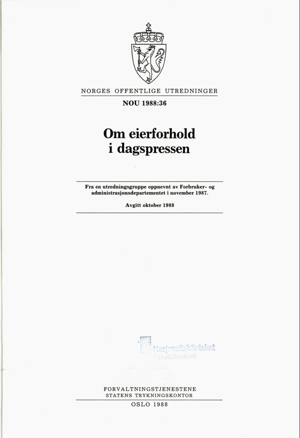 NORGES OFFENTLIGE UTREDNINGER
NOU 1988:36
Om eierforhold
i dagspressen
Fra en utredningsgruppe oppnevnt av Forbruker- og
administrasjonsdepartementet i november 1987.
Avgitt oktober 1988
Nasjonalbiblioteket
FORVALTNINGSTJENESTENE
STATENS TRYKNINGSKONTOR
OSLO 1988